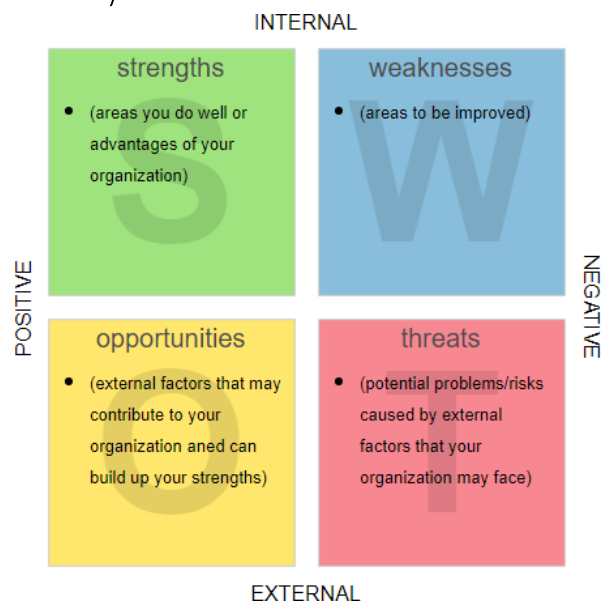 INTERNAL
strengths
• (areas you do well or
advantages of your
organization)
S
weaknesses
• (areas to be improved)
W
POSITIVE
NEGATIVE
opportunities
• (external factors that may
contribute to your
organization aned can
build up your strengths)
O
threats
• (potential problems/risks
caused by external
factors that your
organization may face)
T
EXTERNAL